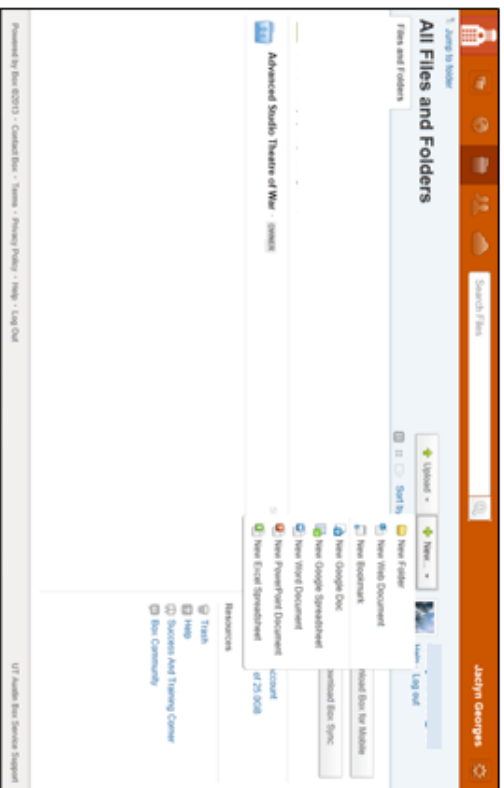 Search Files
Jaclyn Georges
Jump to folder
All Files and Folders
Upload
New...
Log out
Files and Folders
Sort by
New Folder
New Web Document
New Bookmark
New Google Doc
New Google Spreadsheet
New Word Document
New PowerPoint Document
New Excel Spreadsheet
Box for Mobile
Box Sync
of 25.0GB
Advanced Studio Theatre of War - OWNER
Resources
Trash
Help
Success And Training Corner
Box Community
Powered by Box ©2013 · Contact Box · Terms · Privacy Policy · Help · Log Out
UT Austin Box Service Support